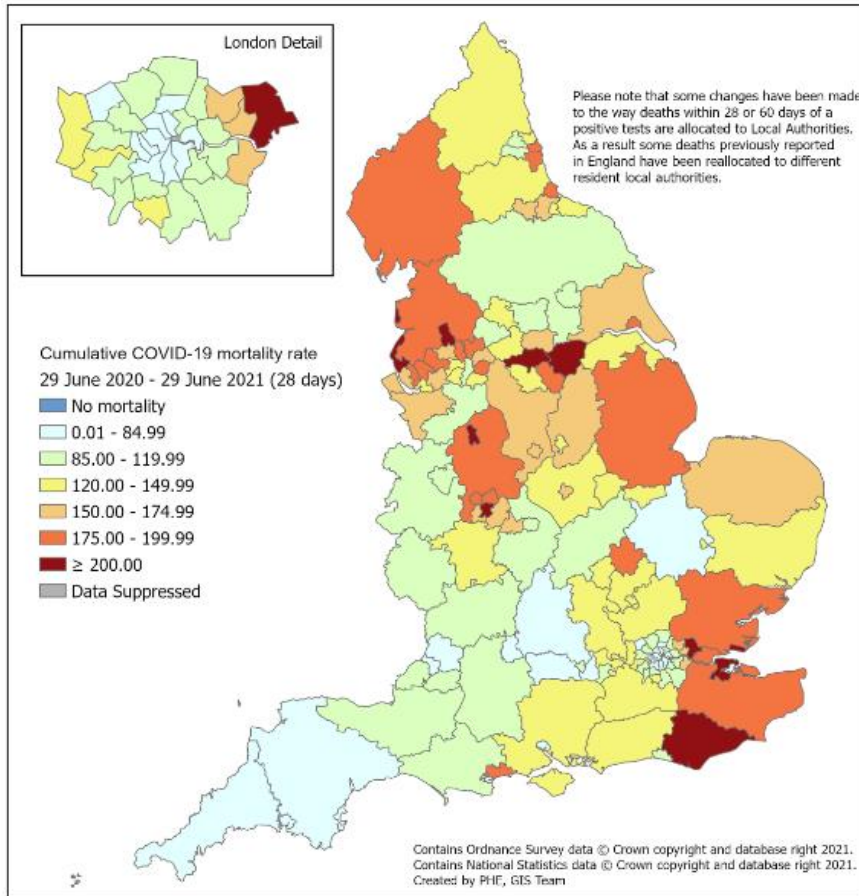 London Detail
Please note that some changes have been made
to the way deaths within 28 or 60 days of a
positive tests are allocated to Local Authorities.
As a result some deaths previously reported
in England have been reallocated to different
resident local authorities.
Cumulative COVID-19 mortality rate
29 June 2020 - 29 June 2021 (28 days)
No mortality
0.01 - 84.99
85.00 - 119.99
120.00 - 149.99
150.00 - 174.99
175.00 - 199.99
≥ 200.00
Data Suppressed
Contains Ordnance Survey data © Crown copyright and database right 2021.
Contains National Statistics data © Crown copyright and database right 2021.
Created by PHE, GIS Team